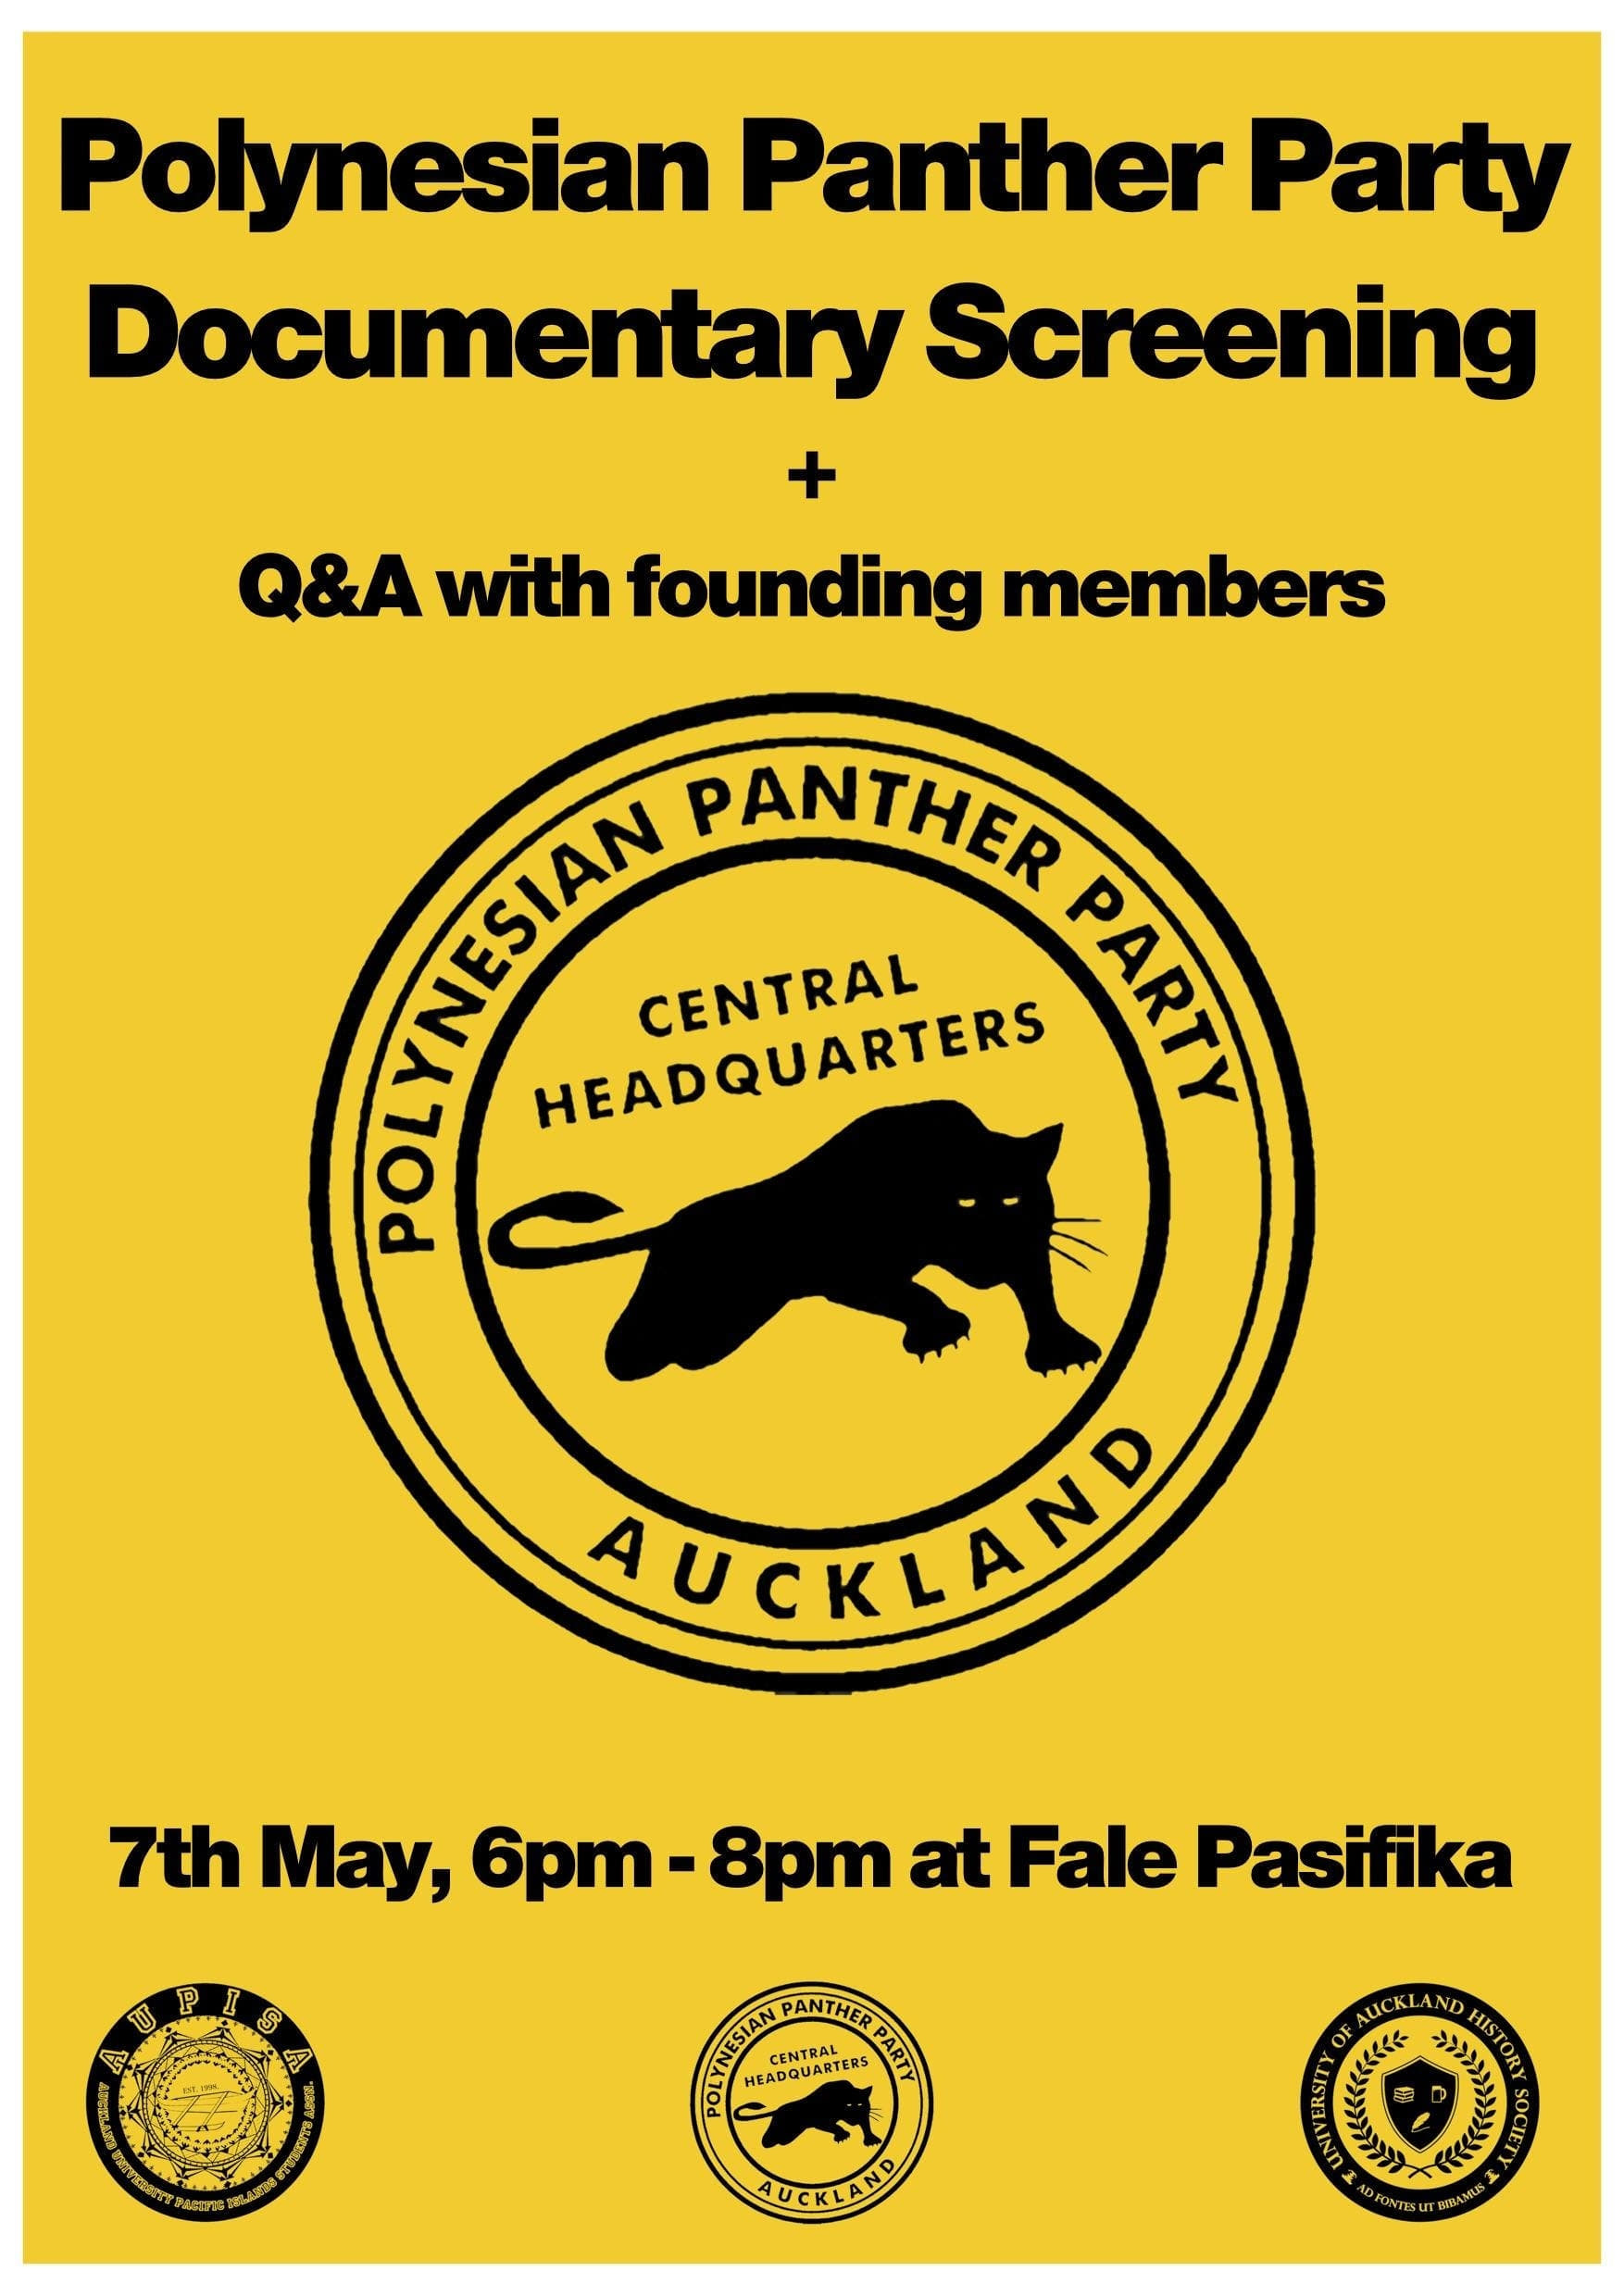 Polynesian Panther Party
Documentary Screening
+
Q&A with founding members
POLYNESIAN PANTHER PARTY
CENTRAL
HEADQUARTERS
AUCKLAND
7th May, 6pm - 8pm at Fale Pasifika
AUPISA
EST. 1998.
AUCKLAND UNIVERSITY PACIFIC ISLANDS STUDENTS ASSN.
POLYNESIAN PANTHER PARTY
CENTRAL
HEADQUARTERS
AUCKLAND
UNIVERSITY OF AUCKLAND HISTORY SOCIETY
AD FONTES UT BIBAMUS